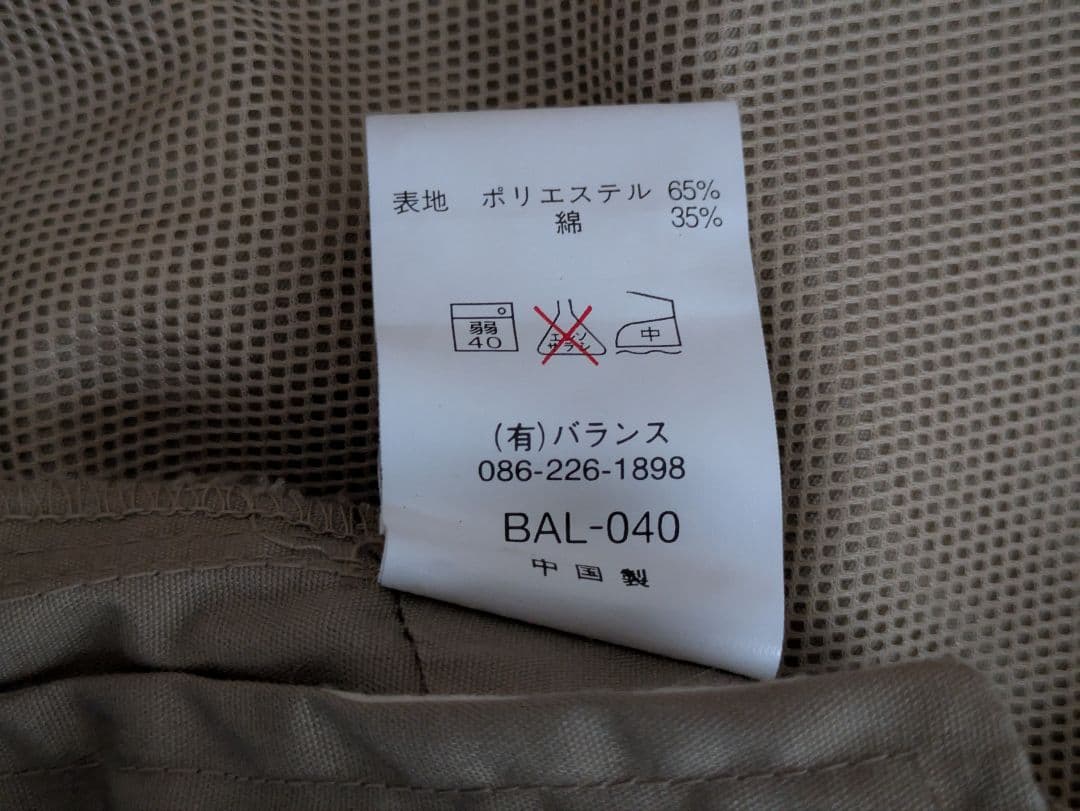 表地 ポリエステル 65%
綿 35%
弱
40
エンソ
サラシ
中
(有)バランス
086-226-1898
BAL-040
中国製